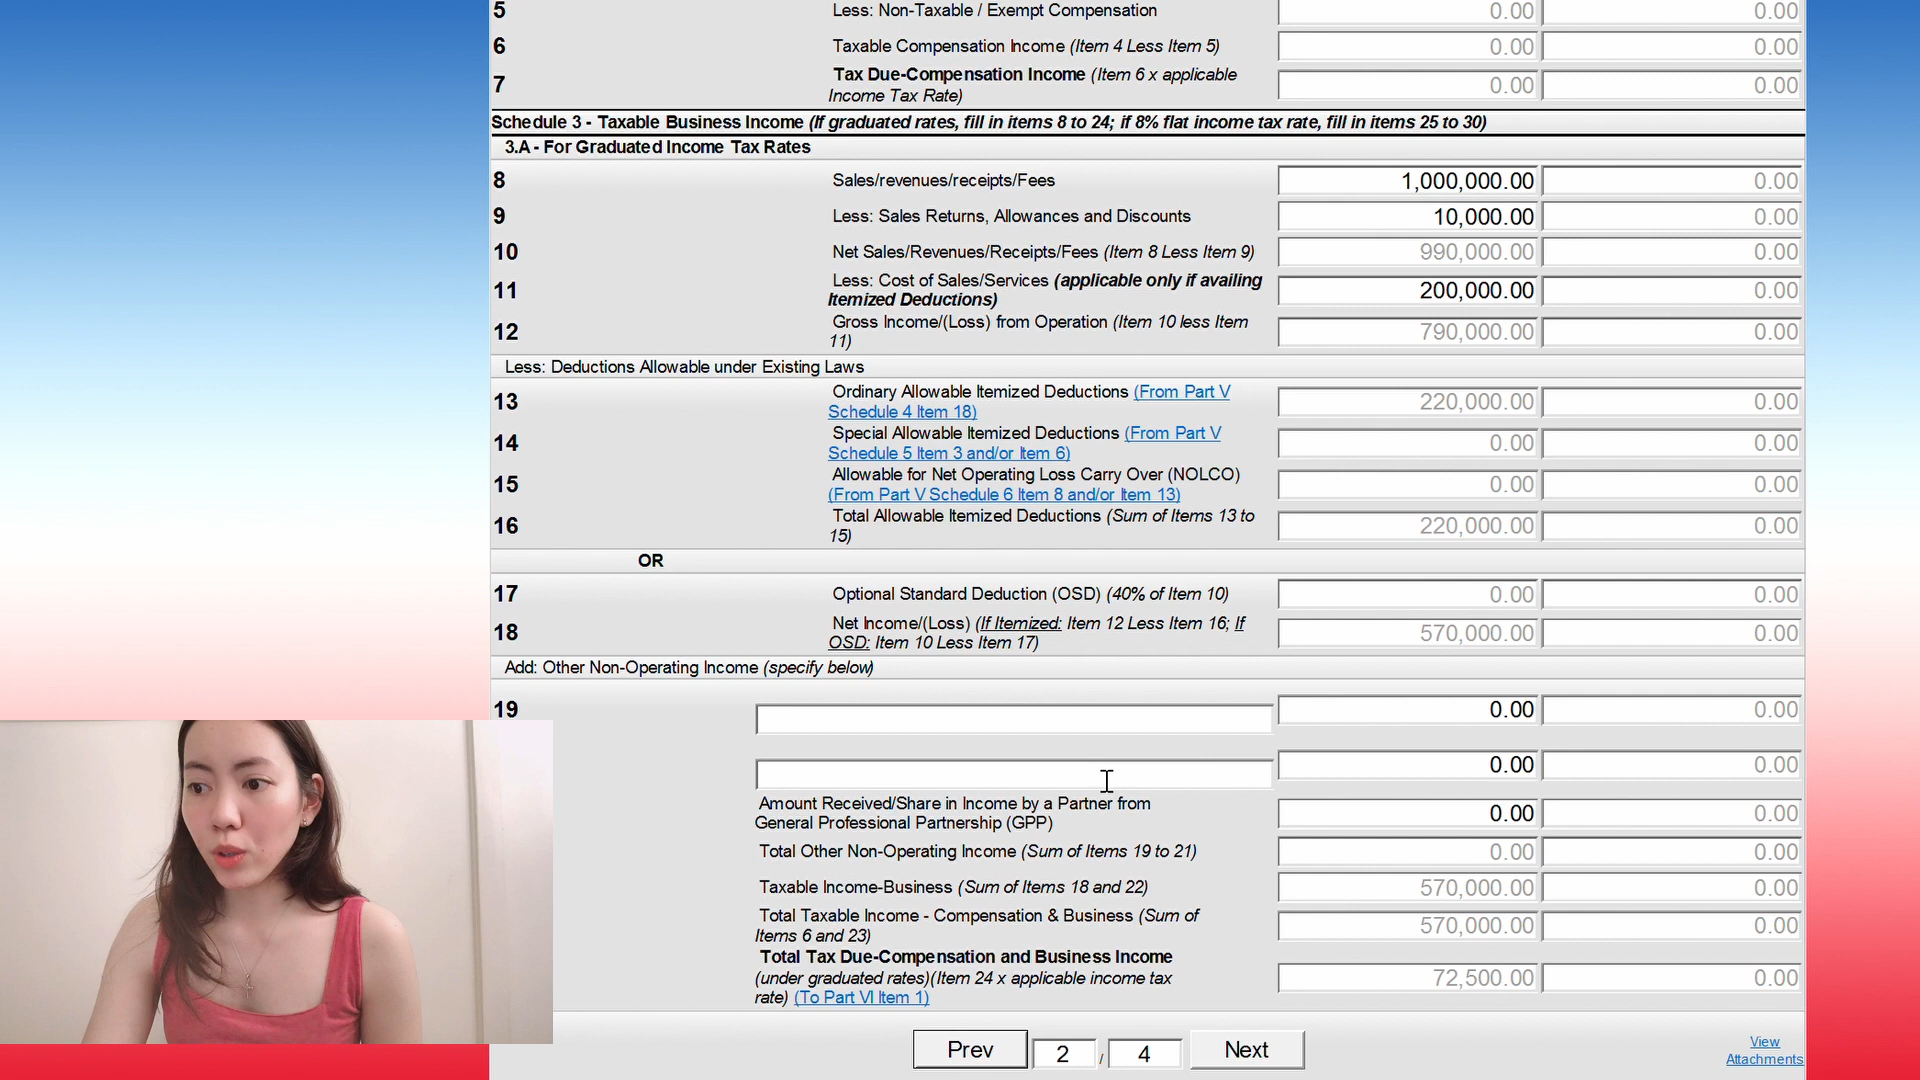 5 Less: Non-Taxable / Exempt Compensation 0.00 0.00
6 Taxable Compensation Income (Item 4 Less Item 5) 0.00 0.00
7 Tax Due-Compensation Income (Item 6 x applicable Income Tax Rate) 0.00 0.00
Schedule 3 - Taxable Business Income (If graduated rates, fill in items 8 to 24; if 8% flat income tax rate, fill in items 25 to 30)
3.A - For Graduated Income Tax Rates
8 Sales/revenues/receipts/Fees 1,000,000.00 0.00
9 Less: Sales Returns, Allowances and Discounts 10,000.00 0.00
10 Net Sales/Revenues/Receipts/Fees (Item 8 Less Item 9) 990,000.00 0.00
11 Less: Cost of Sales/Services (applicable only if availing Itemized Deductions) 200,000.00 0.00
12 Gross Income/(Loss) from Operation (Item 10 less Item 11) 790,000.00 0.00
Less: Deductions Allowable under Existing Laws
13 Ordinary Allowable Itemized Deductions (From Part V Schedule 4 Item 18) 220,000.00 0.00
14 Special Allowable Itemized Deductions (From Part V Schedule 5 Item 3 and/or Item 6) 0.00 0.00
15 Allowable for Net Operating Loss Carry Over (NOLCO) (From Part V Schedule 6 Item 8 and/or Item 13) 0.00 0.00
16 Total Allowable Itemized Deductions (Sum of Items 13 to 15) 220,000.00 0.00
OR
17 Optional Standard Deduction (OSD) (40% of Item 10) 0.00 0.00
18 Net Income/(Loss) (If Itemized: Item 12 Less Item 16; If OSD: Item 10 Less Item 17) 570,000.00 0.00
Add: Other Non-Operating Income (specify below)
19 0.00 0.00
0.00 0.00
Amount Received/Share in Income by a Partner from General Professional Partnership (GPP) 0.00 0.00
Total Other Non-Operating Income (Sum of Items 19 to 21) 0.00 0.00
Taxable Income-Business (Sum of Items 18 and 22) 570,000.00 0.00
Total Taxable Income - Compensation & Business (Sum of Items 6 and 23) 570,000.00 0.00
Total Tax Due-Compensation and Business Income (under graduated rates)(Item 24 x applicable income tax rate) (To Part VI Item 1) 72,500.00 0.00
Prev 2 / 4 Next
View Attachments